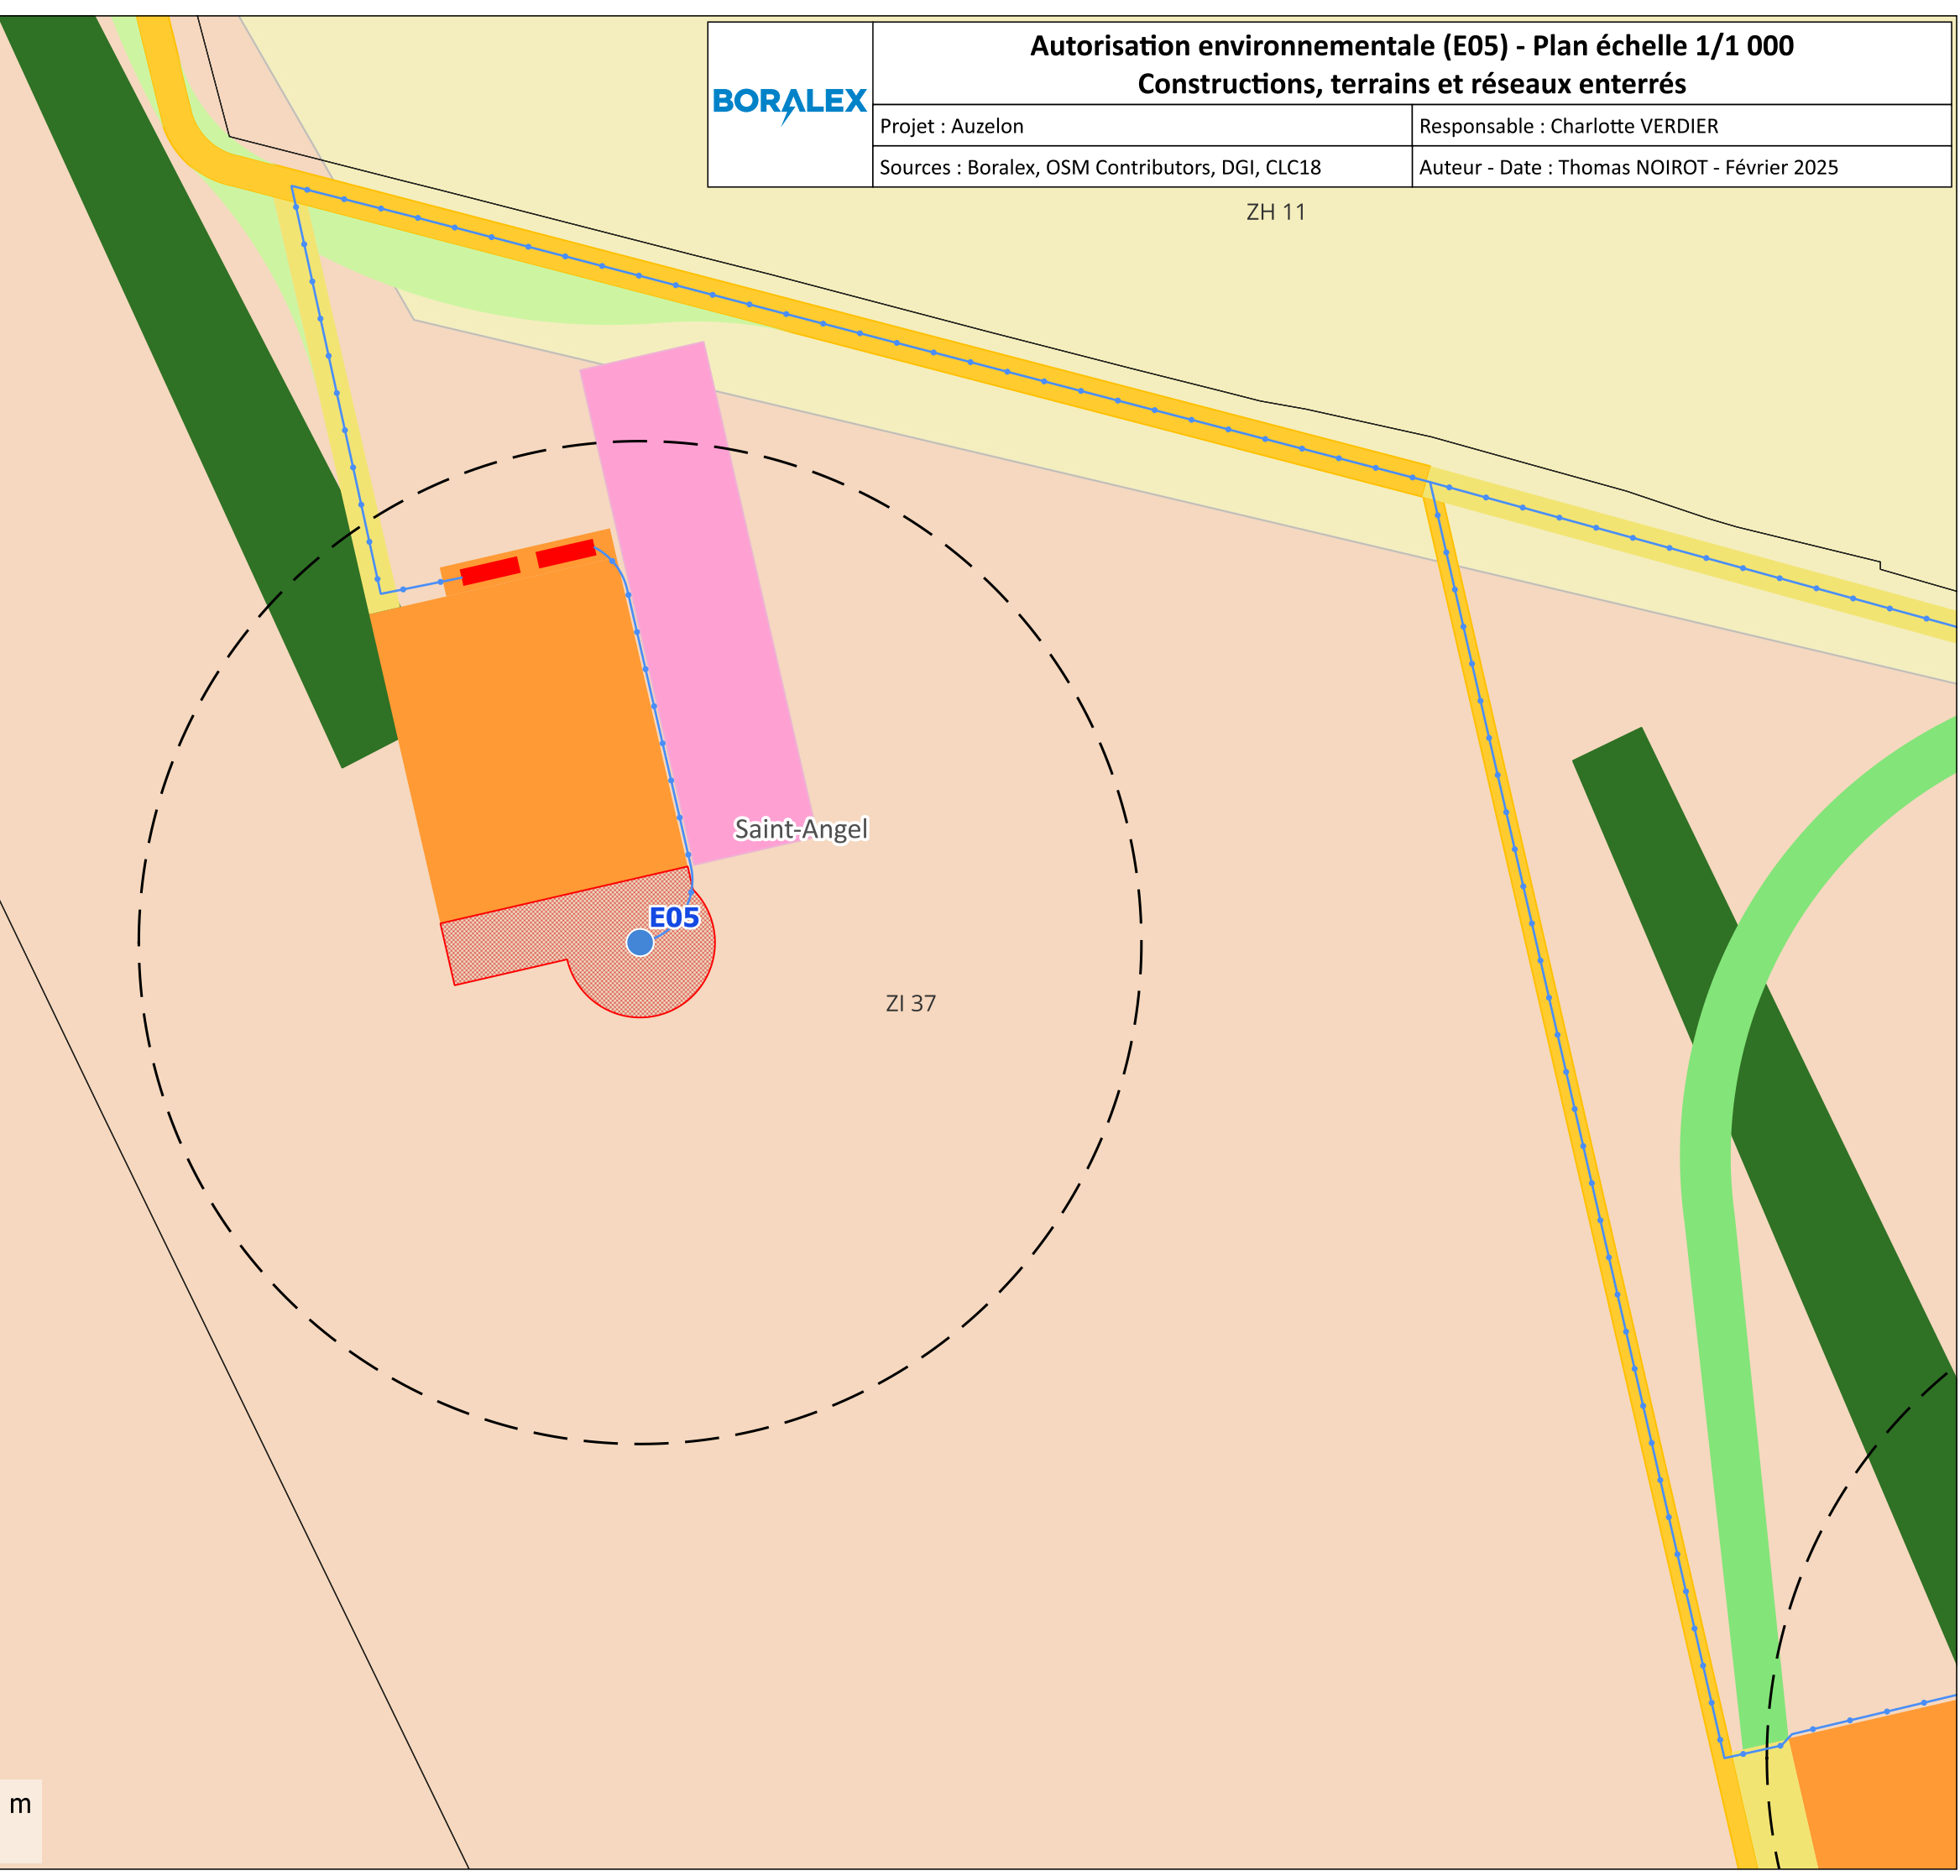 Autorisation environnementale (E05) - Plan échelle 1/1 000
Constructions, terrains et réseaux enterrés
BORALEX
Projet : Auzelon
Responsable : Charlotte VERDIER
Sources : Boralex, OSM Contributors, DGI, CLC18
Auteur - Date : Thomas NOIROT - Février 2025
ZH 11
Saint-Angel
E05
ZI 37
m